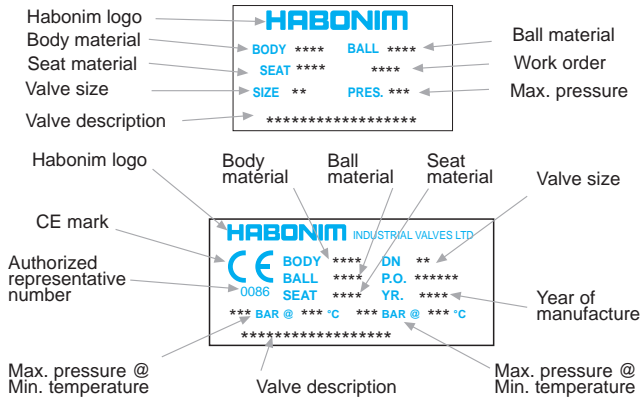 Habonim logo
HABONIM
Body material
BODY **** BALL ****
Ball material
Seat material
SEAT **** ****
Work order
Valve size
SIZE ** PRES. ***
Max. pressure
Valve description
******************
Habonim logo
Body material
Ball material
Seat material
Valve size
HABONIM INDUSTRIAL VALVES LTD
CE mark
CE
BODY **** DN **
Authorized representative number
BALL **** P.O. ******
0086
SEAT **** YR. ****
Year of manufacture
*** BAR @ *** °C *** BAR @ *** °C
*****************
Max. pressure @
Min. temperature
Valve description
Max. pressure @
Min. temperature